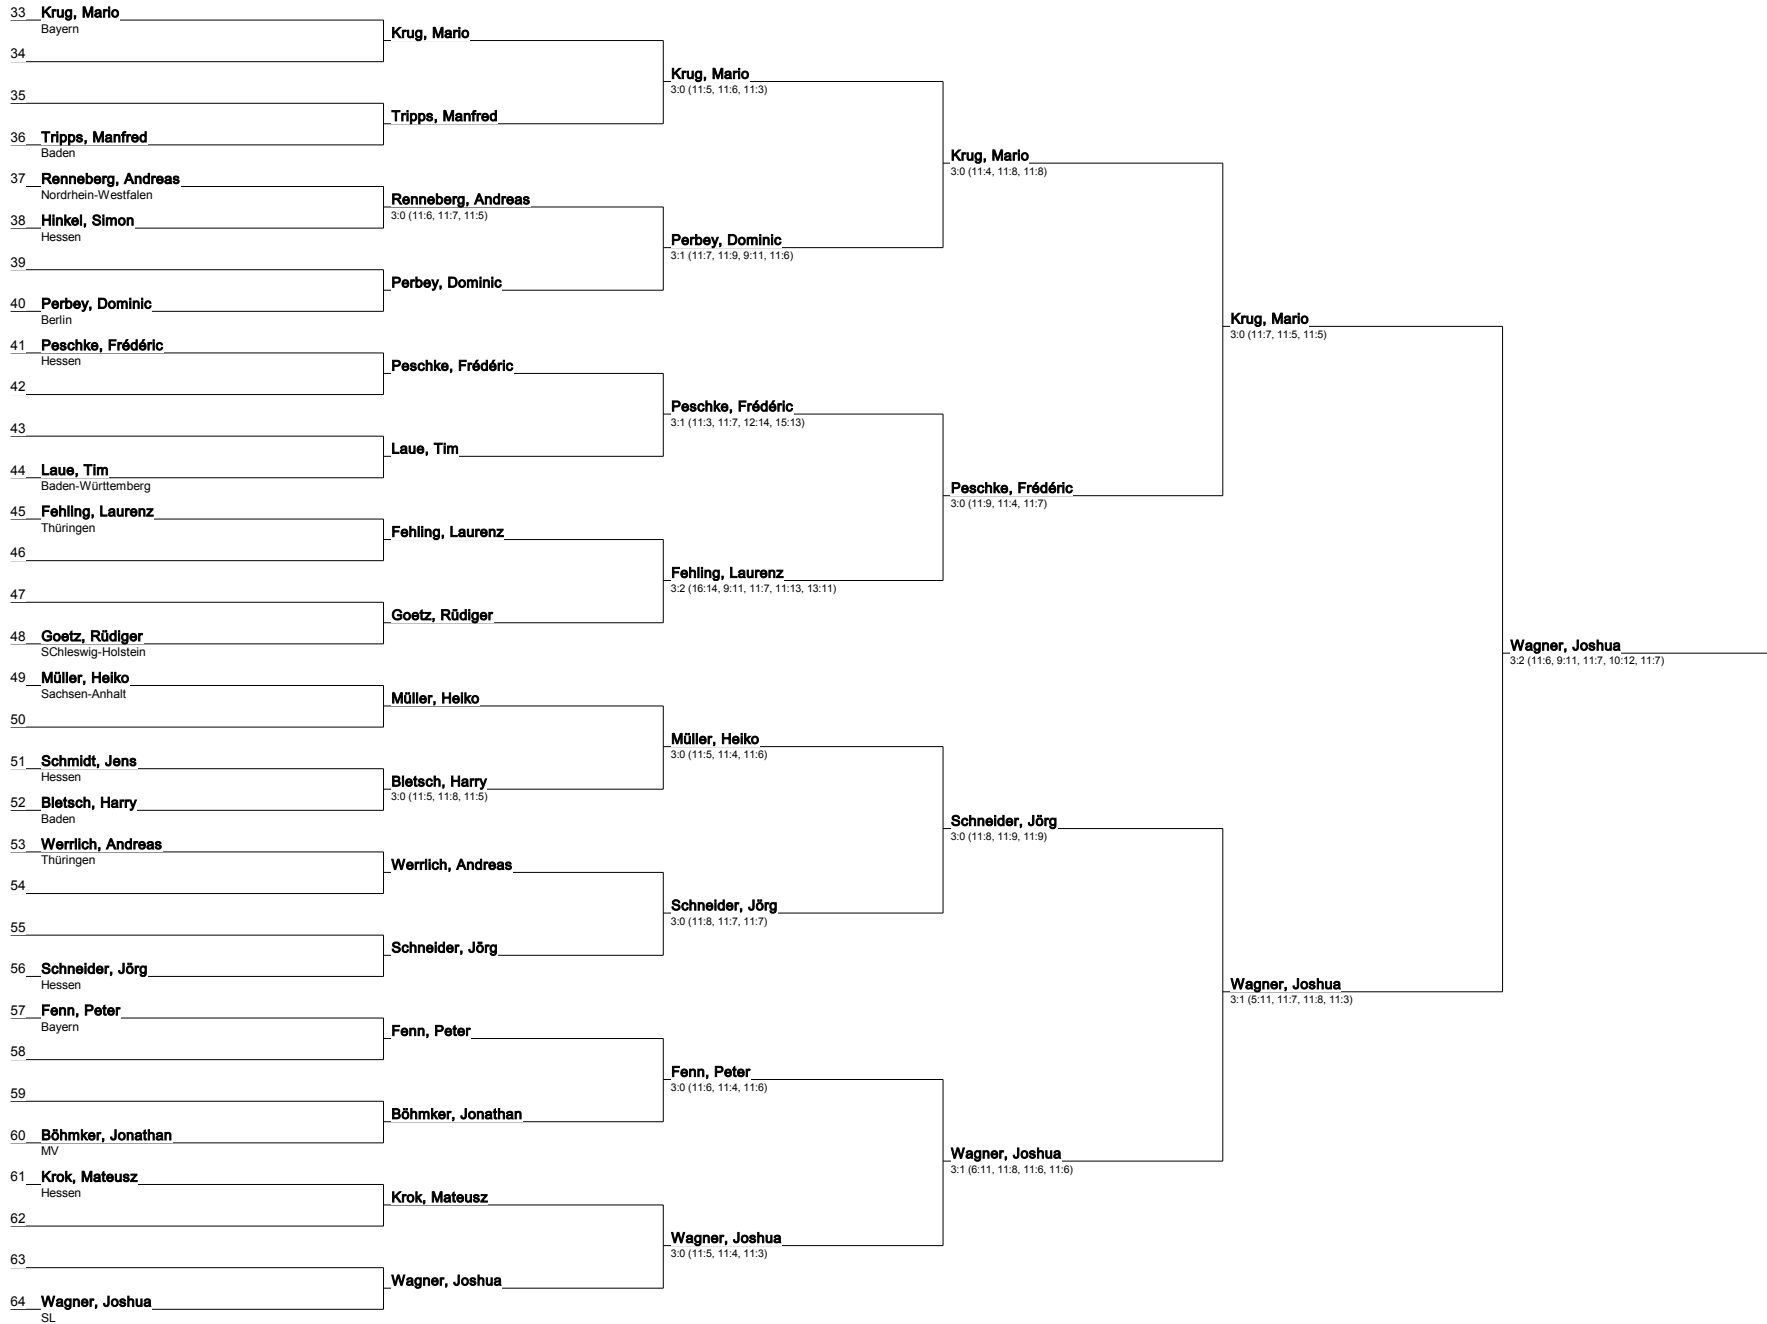 33 Krug, Mario
Bayern
34
35
36 Tripps, Manfred
Baden
37 Renneberg, Andreas
Nordrhein-Westfalen
38 Hinkel, Simon
Hessen
39
40 Perbey, Dominic
Berlin
41 Peschke, Frédéric
Hessen
42
43
44 Laue, Tim
Baden-Württemberg
45 Fehling, Laurenz
Thüringen
46
47
48 Goetz, Rüdiger
SChleswig-Holstein
49 Müller, Heiko
Sachsen-Anhalt
50
51 Schmidt, Jens
Hessen
52 Bletsch, Harry
Baden
53 Werrlich, Andreas
Thüringen
54
55
56 Schneider, Jörg
Hessen
57 Fenn, Peter
Bayern
58
59
60 Böhmker, Jonathan
MV
61 Krok, Mateusz
Hessen
62
63
64 Wagner, Joshua
SL
Krug, Mario
Tripps, Manfred
Renneberg, Andreas
3:0 (11:6, 11:7, 11:5)
Perbey, Dominic
Peschke, Frédéric
Laue, Tim
Fehling, Laurenz
Goetz, Rüdiger
Müller, Heiko
Bletsch, Harry
3:0 (11:5, 11:8, 11:5)
Werrlich, Andreas
Schneider, Jörg
Fenn, Peter
Böhmker, Jonathan
Krok, Mateusz
Wagner, Joshua
Krug, Mario
3:0 (11:5, 11:6, 11:3)
Perbey, Dominic
3:1 (11:7, 11:9, 9:11, 11:6)
Peschke, Frédéric
3:1 (11:3, 11:7, 12:14, 15:13)
Fehling, Laurenz
3:2 (16:14, 9:11, 11:7, 11:13, 13:11)
Müller, Heiko
3:0 (11:5, 11:4, 11:6)
Schneider, Jörg
3:0 (11:8, 11:7, 11:7)
Fenn, Peter
3:0 (11:6, 11:4, 11:6)
Wagner, Joshua
3:0 (11:5, 11:4, 11:3)
Krug, Mario
3:0 (11:4, 11:8, 11:8)
Peschke, Frédéric
3:0 (11:9, 11:4, 11:7)
Schneider, Jörg
3:0 (11:8, 11:9, 11:9)
Wagner, Joshua
3:1 (6:11, 11:8, 11:6, 11:6)
Krug, Mario
3:0 (11:7, 11:5, 11:5)
Wagner, Joshua
3:1 (5:11, 11:7, 11:8, 11:3)
Wagner, Joshua
3:2 (11:6, 9:11, 11:7, 10:12, 11:7)